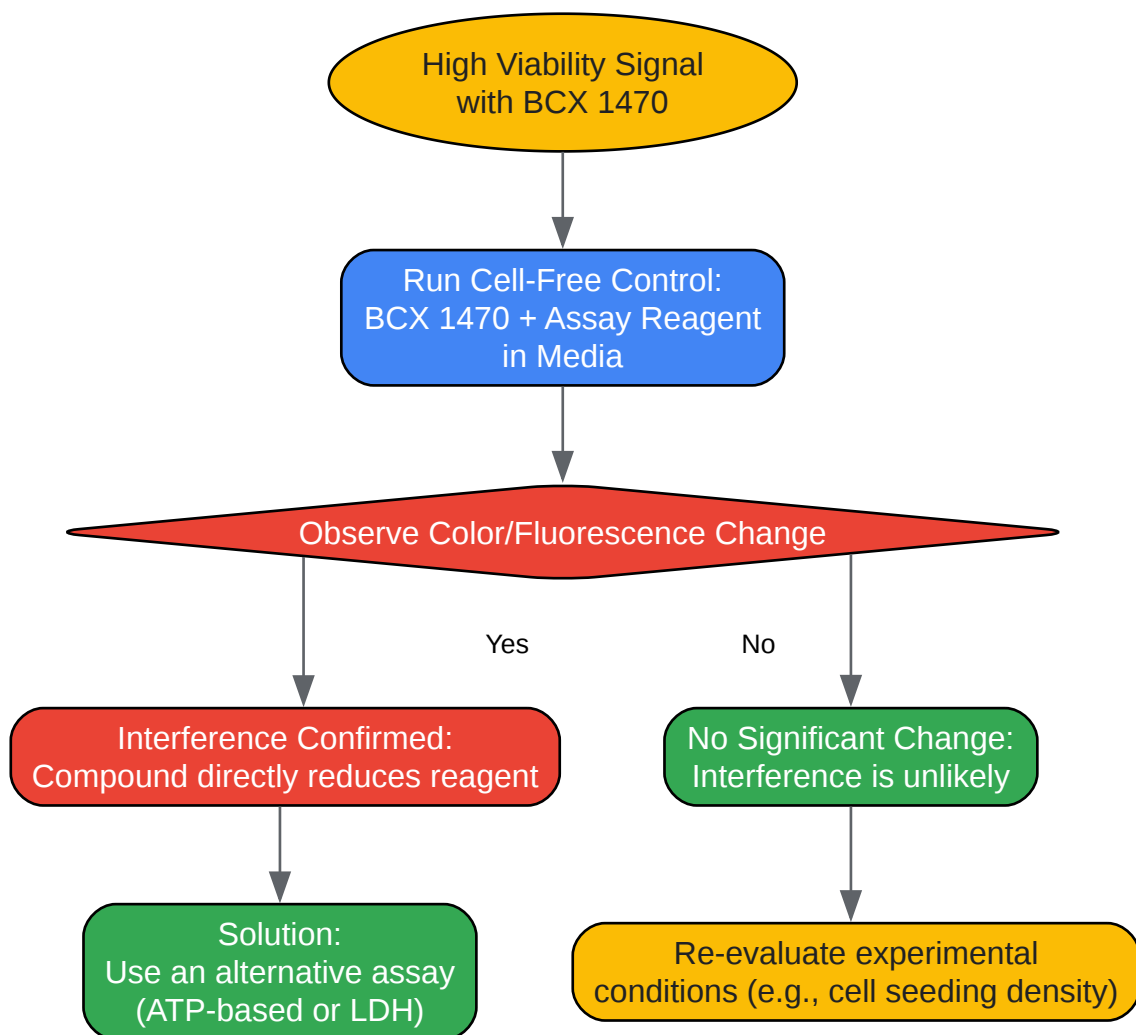 High Viability Signal
with BCX 1470
Run Cell-Free Control:
BCX 1470 + Assay Reagent
in Media
Observe Color/Fluorescence Change
Yes
No
Interference Confirmed:
Compound directly reduces reagent
No Significant Change:
Interference is unlikely
Solution:
Use an alternative assay
(ATP-based or LDH)
Re-evaluate experimental
conditions (e.g., cell seeding density)